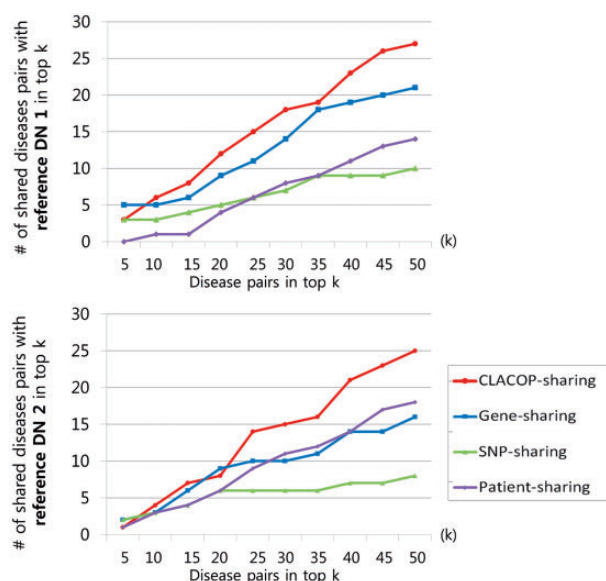 # of shared diseases pairs with
reference DN 1 in top k
30
25
20
15
10
5
0
5 10 15 20 25 30 35 40 45 50 (k)
Disease pairs in top k
# of shared diseases pairs with
reference DN 2 in top k
30
25
20
15
10
5
0
5 10 15 20 25 30 35 40 45 50 (k)
Disease pairs in top k
CLACOP-sharing
Gene-sharing
SNP-sharing
Patient-sharing